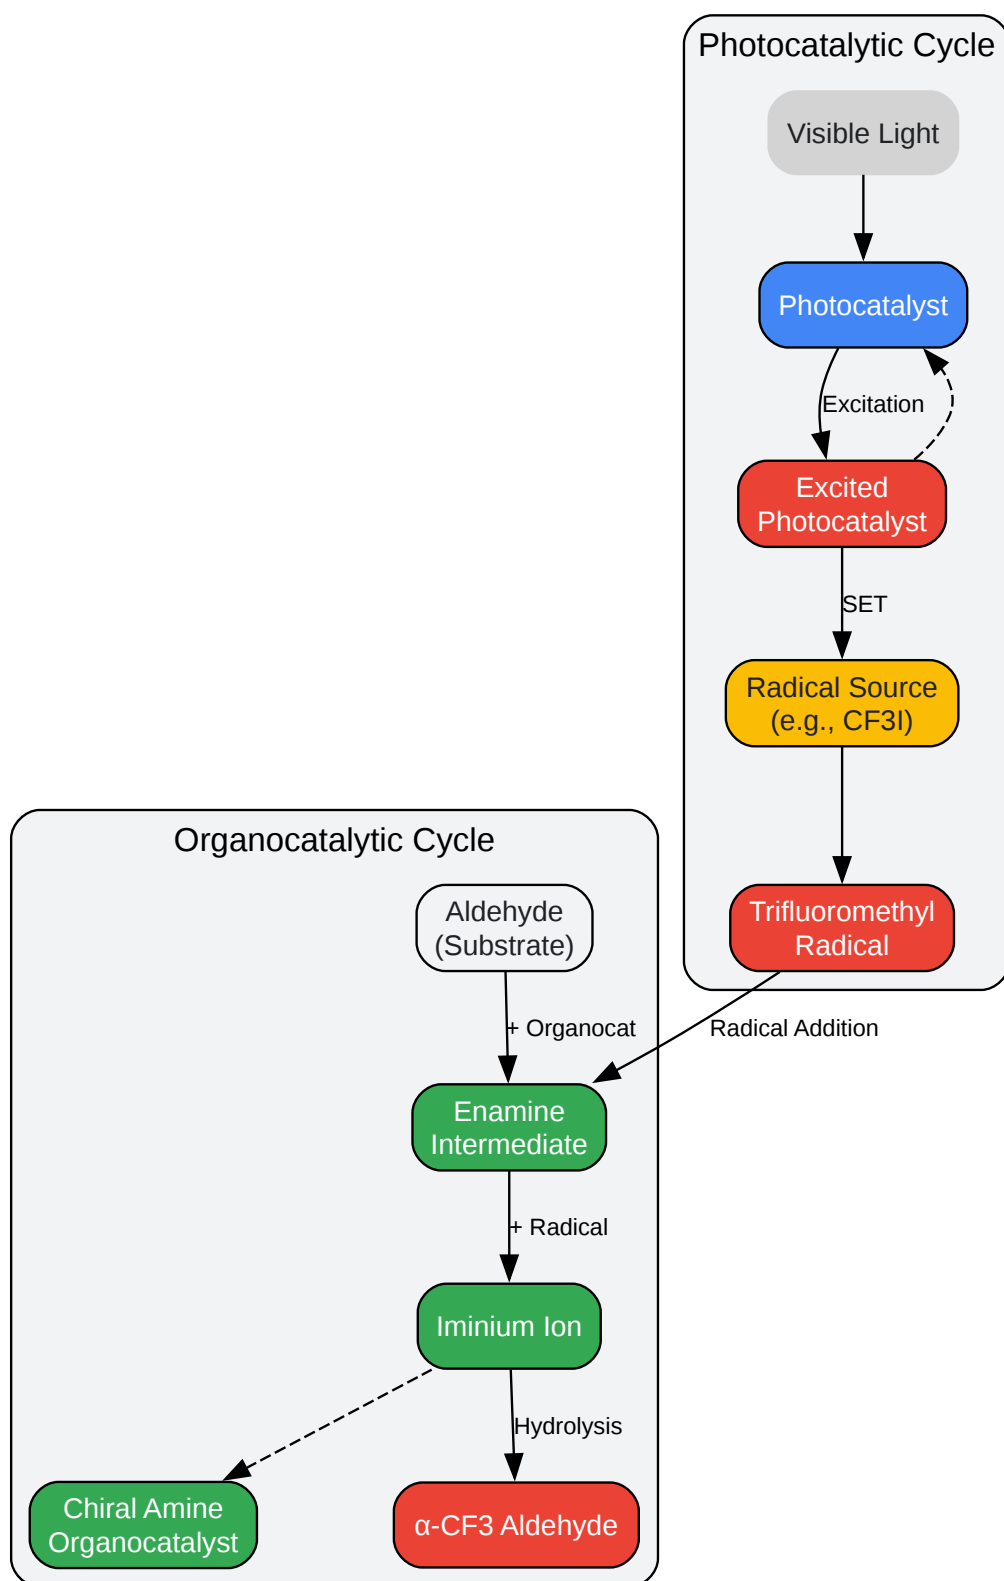 Photocatalytic Cycle
Visible Light
Photocatalyst
Excitation
Excited
Photocatalyst
SET
Radical Source
(e.g., CF3I)
Trifluoromethyl
Radical
Radical Addition
Organocatalytic Cycle
Aldehyde
(Substrate)
+ Organocat
Enamine
Intermediate
+ Radical
Iminium Ion
Hydrolysis
Chiral Amine
Organocatalyst
α-CF3 Aldehyde